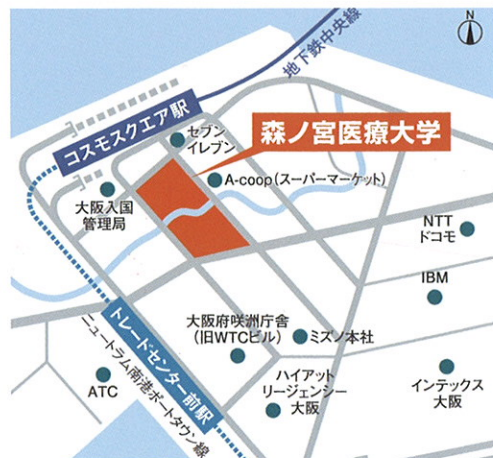 N
地下鉄中央線
コスモスクエア駅
セブン
イレブン
森ノ宮医療大学
A-coop(スーパーマーケット)
大阪入国
管理局
NTT
ドコモ
IBM
大阪府咲洲庁舎
(旧WTCビル)
ミズノ本社
トレードセンター前駅
ニュートラム南港ポートタウン線
ATC
ハイアット
リージェンシー
大阪
インテックス
大阪